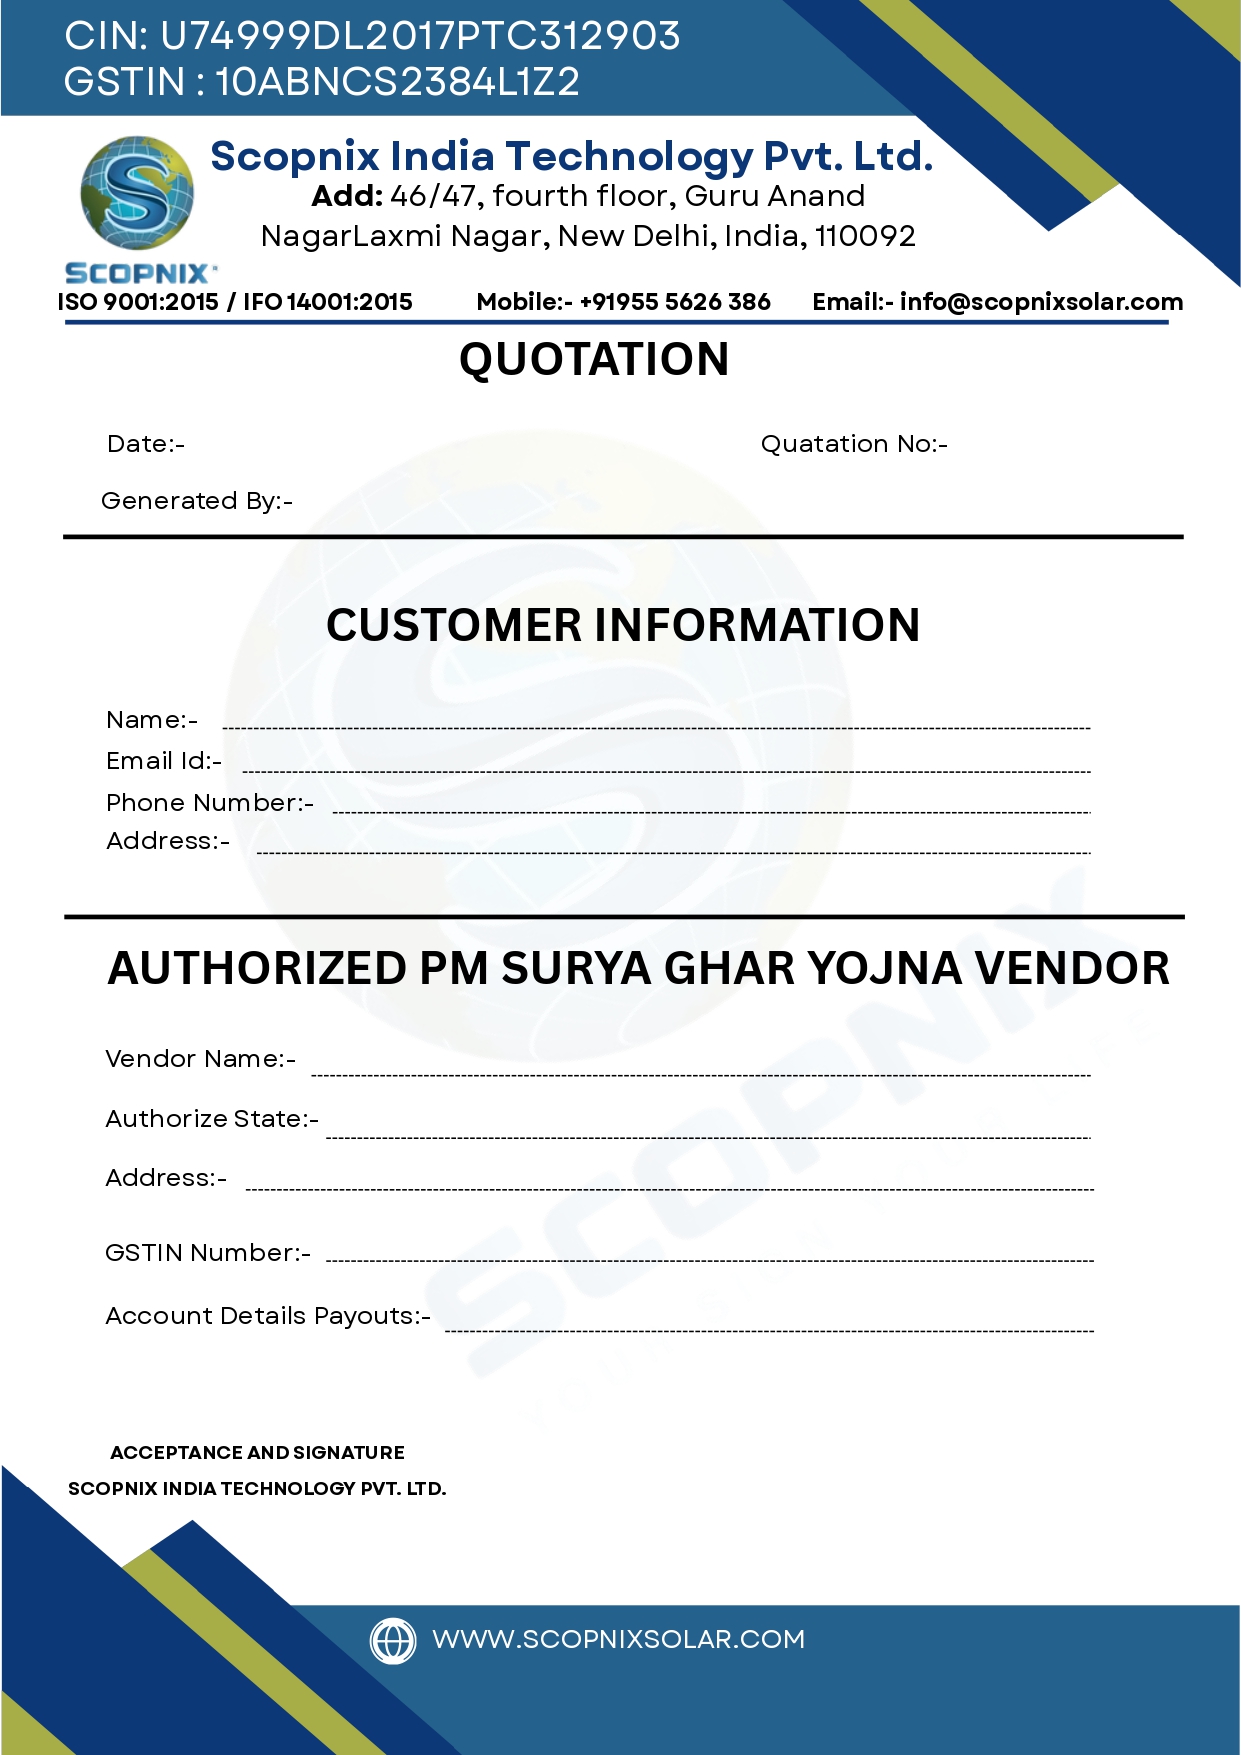 CIN: U74999DL2017PTC312903
GSTIN : 10ABNCS2384L1Z2
Scopnix India Technology Pvt. Ltd.
Add: 46/47, fourth floor, Guru Anand
NagarLaxmi Nagar, New Delhi, India, 110092
SCOPNIX
ISO 9001:2015 / IFO 14001:2015 Mobile:- +91955 5626 386 Email:- info@scopnixsolar.com
QUOTATION
Date:- Quatation No:-
Generated By:-
CUSTOMER INFORMATION
Name:-
Email Id:-
Phone Number:-
Address:-
AUTHORIZED PM SURYA GHAR YOJNA VENDOR
Vendor Name:-
Authorize State:-
Address:-
GSTIN Number:-
Account Details Payouts:-
SCOPNIX
ACCEPTANCE AND SIGNATURE
SCOPNIX INDIA TECHNOLOGY PVT. LTD.
WWW.SCOPNIXSOLAR.COM